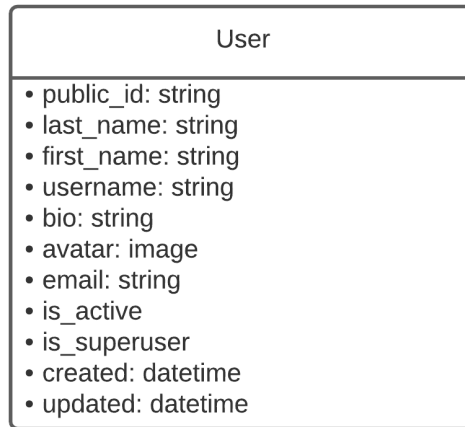 User
• public_id: string
• last_name: string
• first_name: string
• username: string
• bio: string
• avatar: image
• email: string
• is_active
• is_superuser
• created: datetime
• updated: datetime